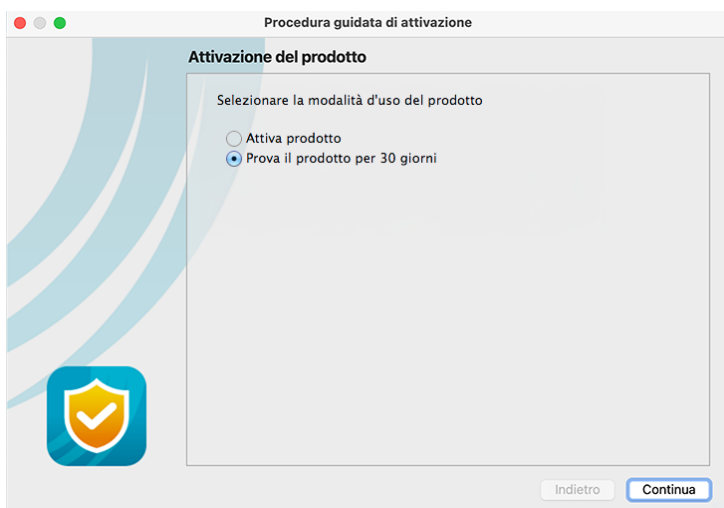 Procedura guidata di attivazione
Attivazione del prodotto
Selezionare la modalità d'uso del prodotto
Attiva prodotto
Prova il prodotto per 30 giorni
Indietro
Continua